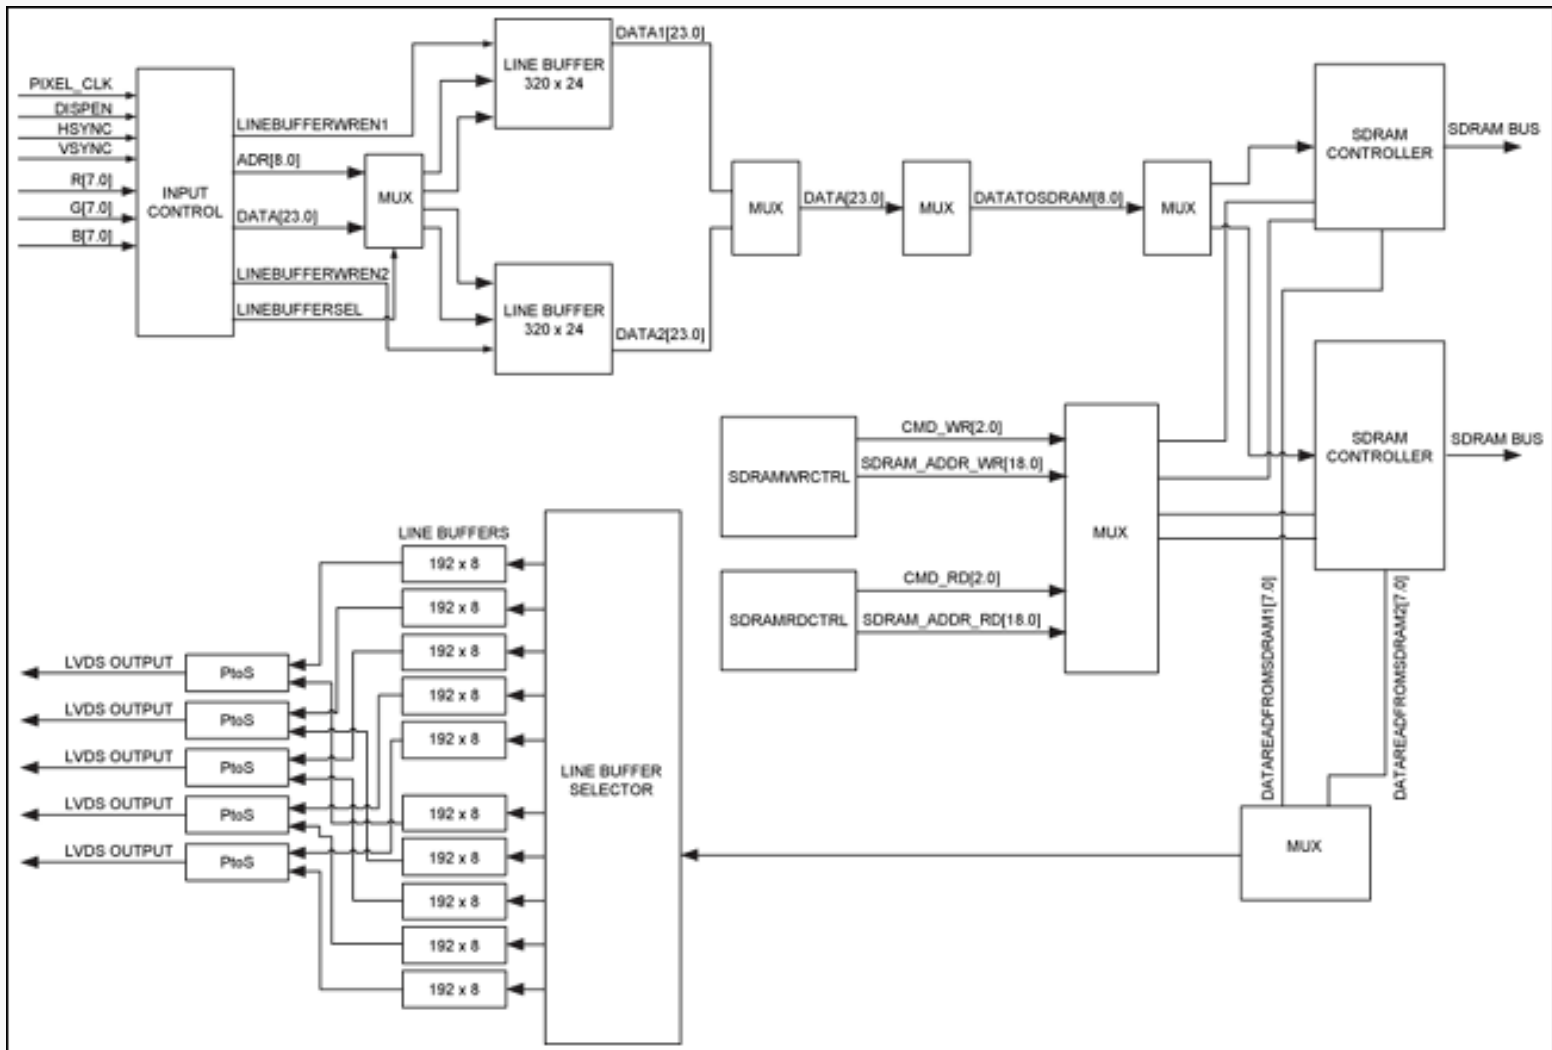 PIXEL_CLK
DISPEN
HSYNC
VSYNC
R[7.0]
G[7.0]
B[7.0]
INPUT
CONTROL
LINEBUFFERWREN1
ADR[8.0]
DATA[23.0]
LINEBUFFERWREN2
LINEBUFFERSEL
MUX
LINE BUFFER
320 x 24
DATA1[23.0]
LINE BUFFER
320 x 24
DATA2[23.0]
MUX
DATA[23.0]
MUX
DATATOSDRAM[8.0]
MUX
SDRAM
CONTROLLER
SDRAM BUS
SDRAM
CONTROLLER
SDRAM BUS
SDRAMWRCTRL
CMD_WR[2.0]
SDRAM_ADDR_WR[18.0]
SDRAMRDCTRL
CMD_RD[2.0]
SDRAM_ADDR_RD[18.0]
MUX
DATAREADFROMSDRAM1[7.0]
DATAREADFROMSDRAM2[7.0]
MUX
LINE BUFFER
SELECTOR
LINE BUFFERS
192 x 8
192 x 8
192 x 8
192 x 8
192 x 8
192 x 8
192 x 8
192 x 8
192 x 8
192 x 8
LVDS OUTPUT
PtoS
LVDS OUTPUT
PtoS
LVDS OUTPUT
PtoS
LVDS OUTPUT
PtoS
LVDS OUTPUT
PtoS